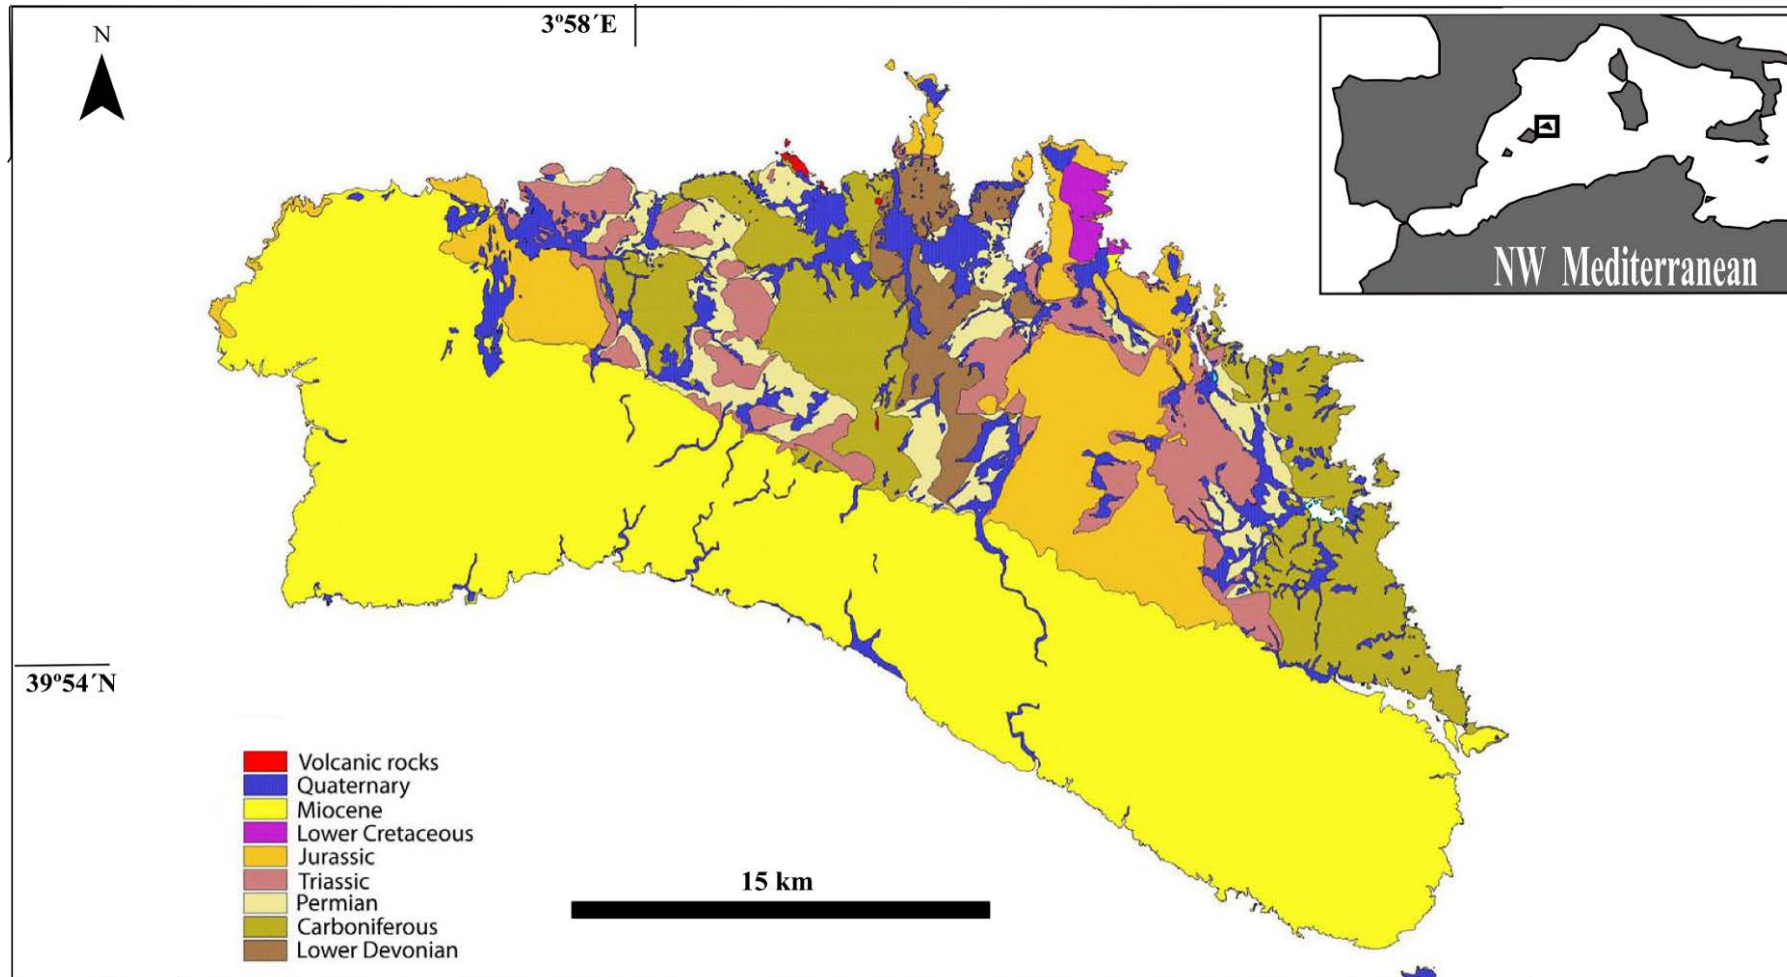 3º58´E
N
NW Mediterranean
39º54´N
Volcanic rocks
Quaternary
Miocene
Lower Cretaceous
Jurassic
Triassic
Permian
Carboniferous
Lower Devonian
15 km